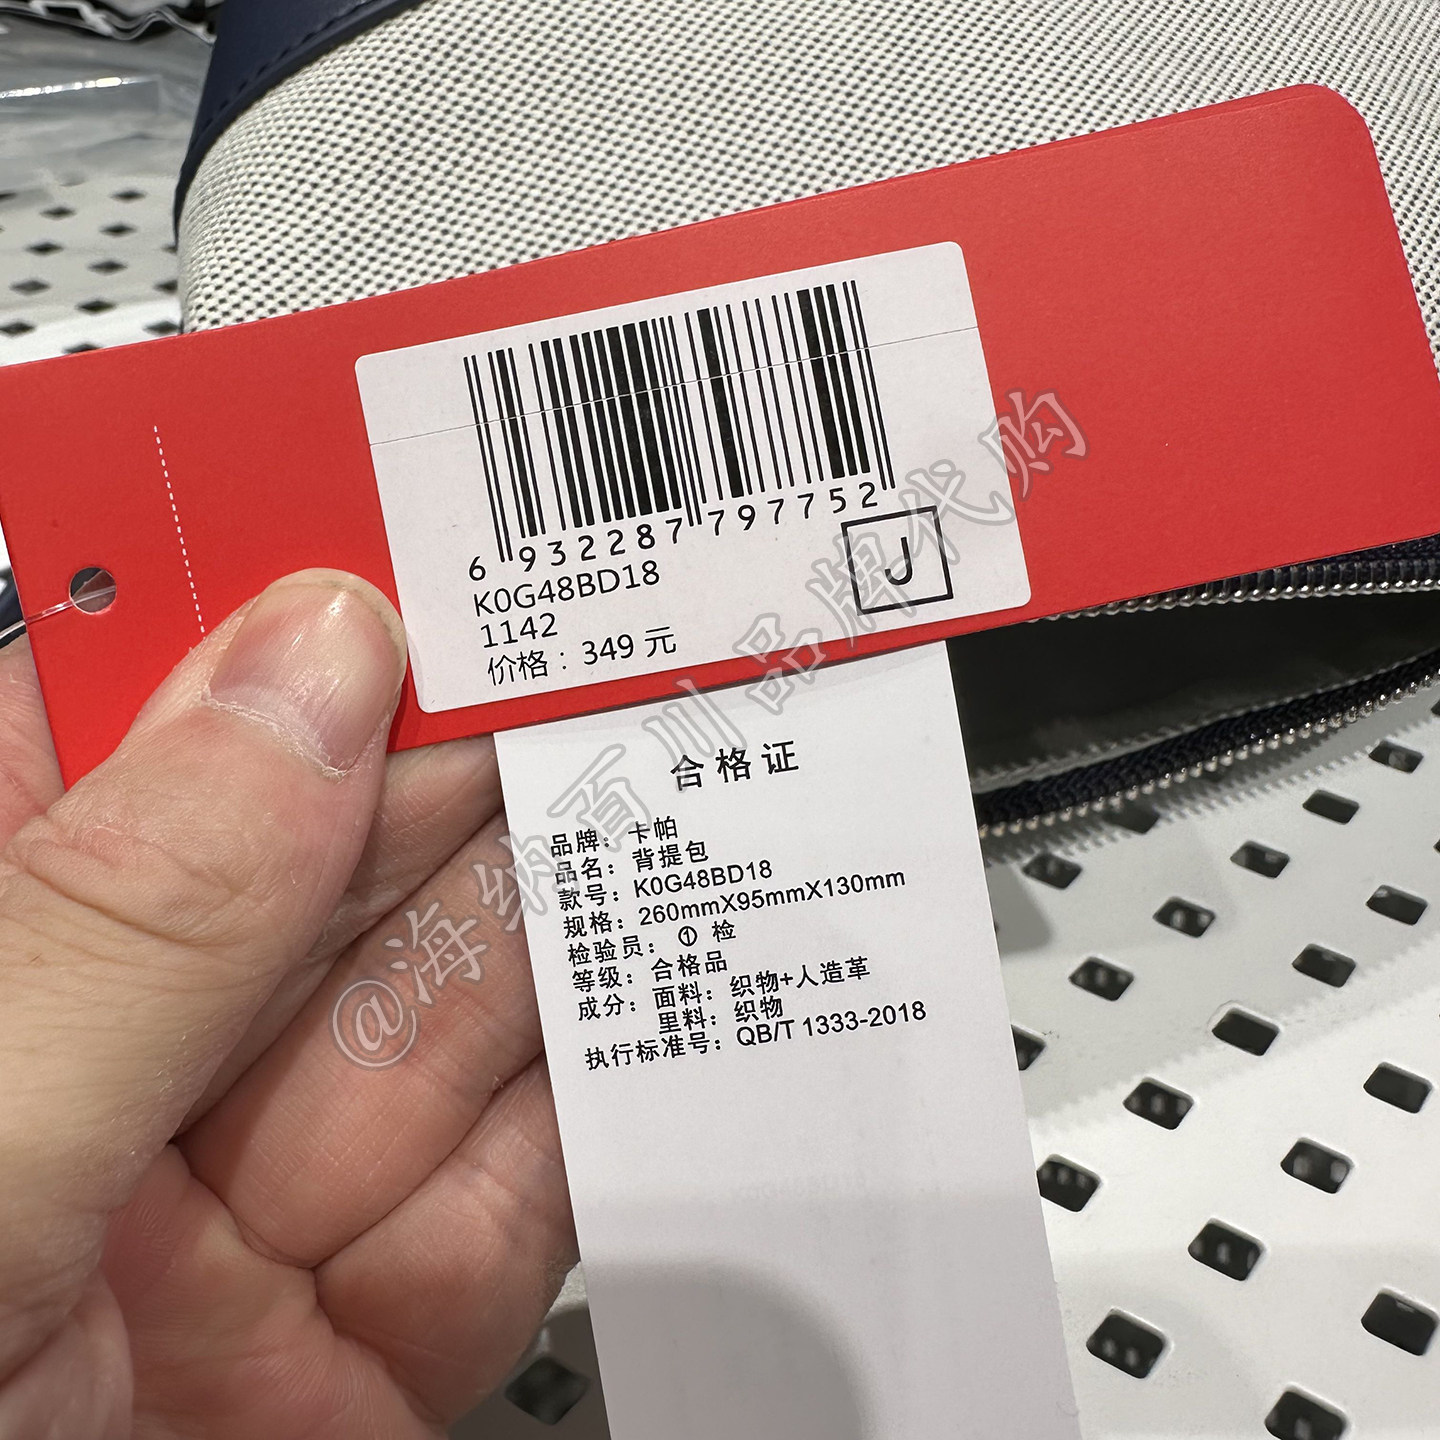 6 932287 797752
K0G48BD18
1142
价格：349 元
J
合格证
品牌：卡帕
品名：背提包
款号：K0G48BD18
规格：260mmX95mmX130mm
检验员：① 检
等级：合格品
成分：面料：织物+人造革
里料：织物
执行标准号：QB/T 1333-2018
@海纳百川品牌代购